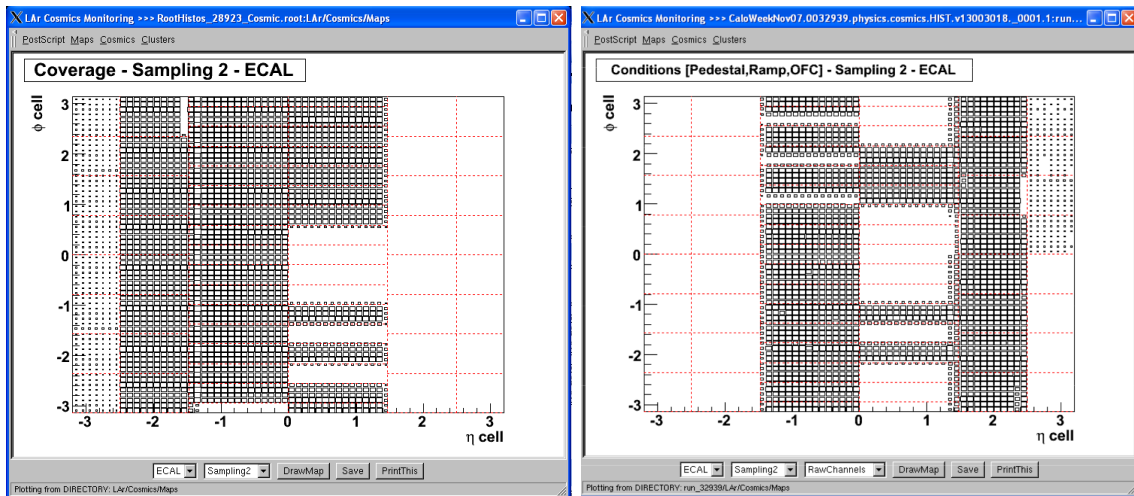 LAr Cosmics Monitoring >>> RootHistos_28923_Cosmic.root:LAr/Cosmics/Maps
PostScript Maps Cosmics Clusters
Coverage - Sampling 2 - ECAL
ϕ cell
3
2
1
0
-1
-2
-3
-3 -2 -1 0 1 2 3
η cell
ECAL Sampling2 DrawMap Save PrintThis
Plotting from DIRECTORY: LAr/Cosmics/Maps
LAr Cosmics Monitoring >>> CaloWeekNov07.0032939.physics.cosmics.HIST.v13003018._0001.1:run...
PostScript Maps Cosmics Clusters
Conditions [Pedestal,Ramp,OFC] - Sampling 2 - ECAL
ϕ cell
3
2
1
0
-1
-2
-3
-3 -2 -1 0 1 2 3
η cell
ECAL Sampling2 RawChannels DrawMap Save PrintThis
Plotting from DIRECTORY: run_32939/LAr/Cosmics/Maps